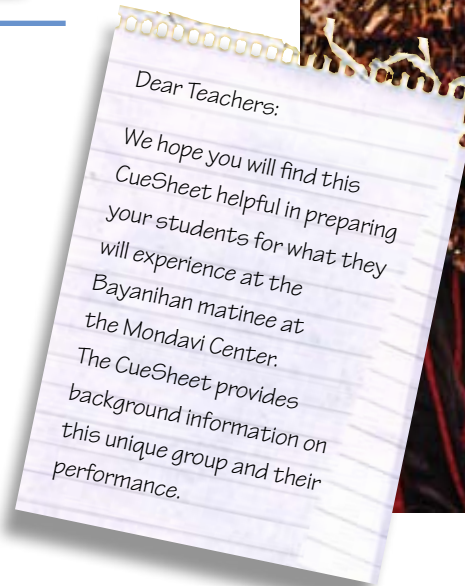 Dear Teachers:
We hope you will find this
CueSheet helpful in preparing
your students for what they
will experience at the
Bayanihan matinee at
the Mondavi Center.
The CueSheet provides
background information on
this unique group and their
performance.